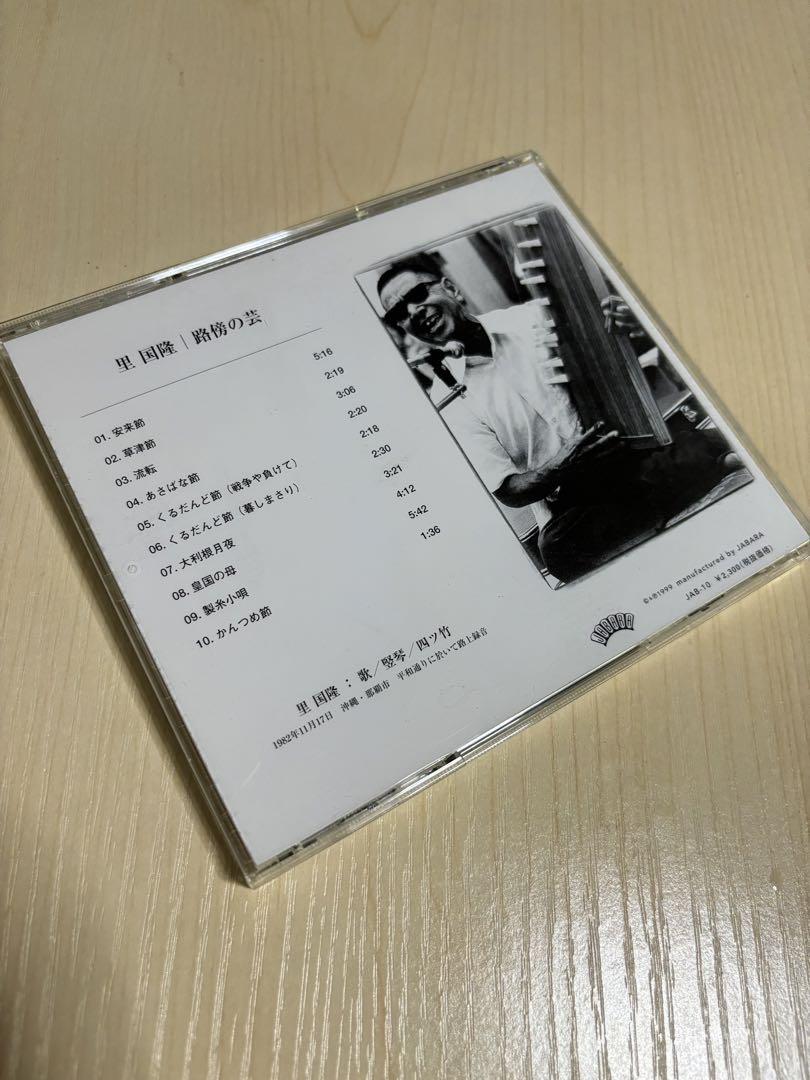 里 国隆｜路傍の芸
01. 安来節 5:16
02. 草津節 2:19
03. 流転 3:06
04. あさばな節 2:20
05. くるだんど節（戦争や負けて） 2:18
06. くるだんど節（暮しまさり） 2:30
07. 大利根月夜 3:21
08. 皇国の母 4:12
09. 製糸小唄 5:42
10. かんつめ節 1:36
里 国隆：歌／竪琴／四ツ竹
1982年11月17日 沖縄・那覇市 平和通りに於いて路上録音
JABARA
©+℗1999 manufactured by JABARA
JAB-10 ¥2,300(税抜価格)